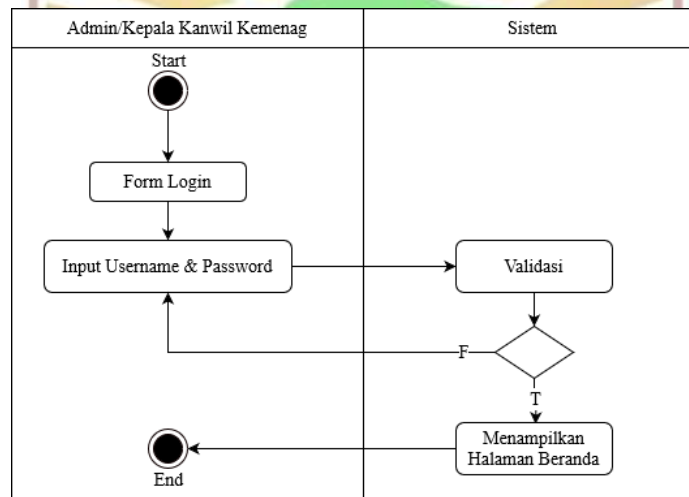 Admin/Kepala Kanwil Kemenag
Sistem
Start
Form Login
Input Username & Password
Validasi
F
T
Menampilkan
Halaman Beranda
End